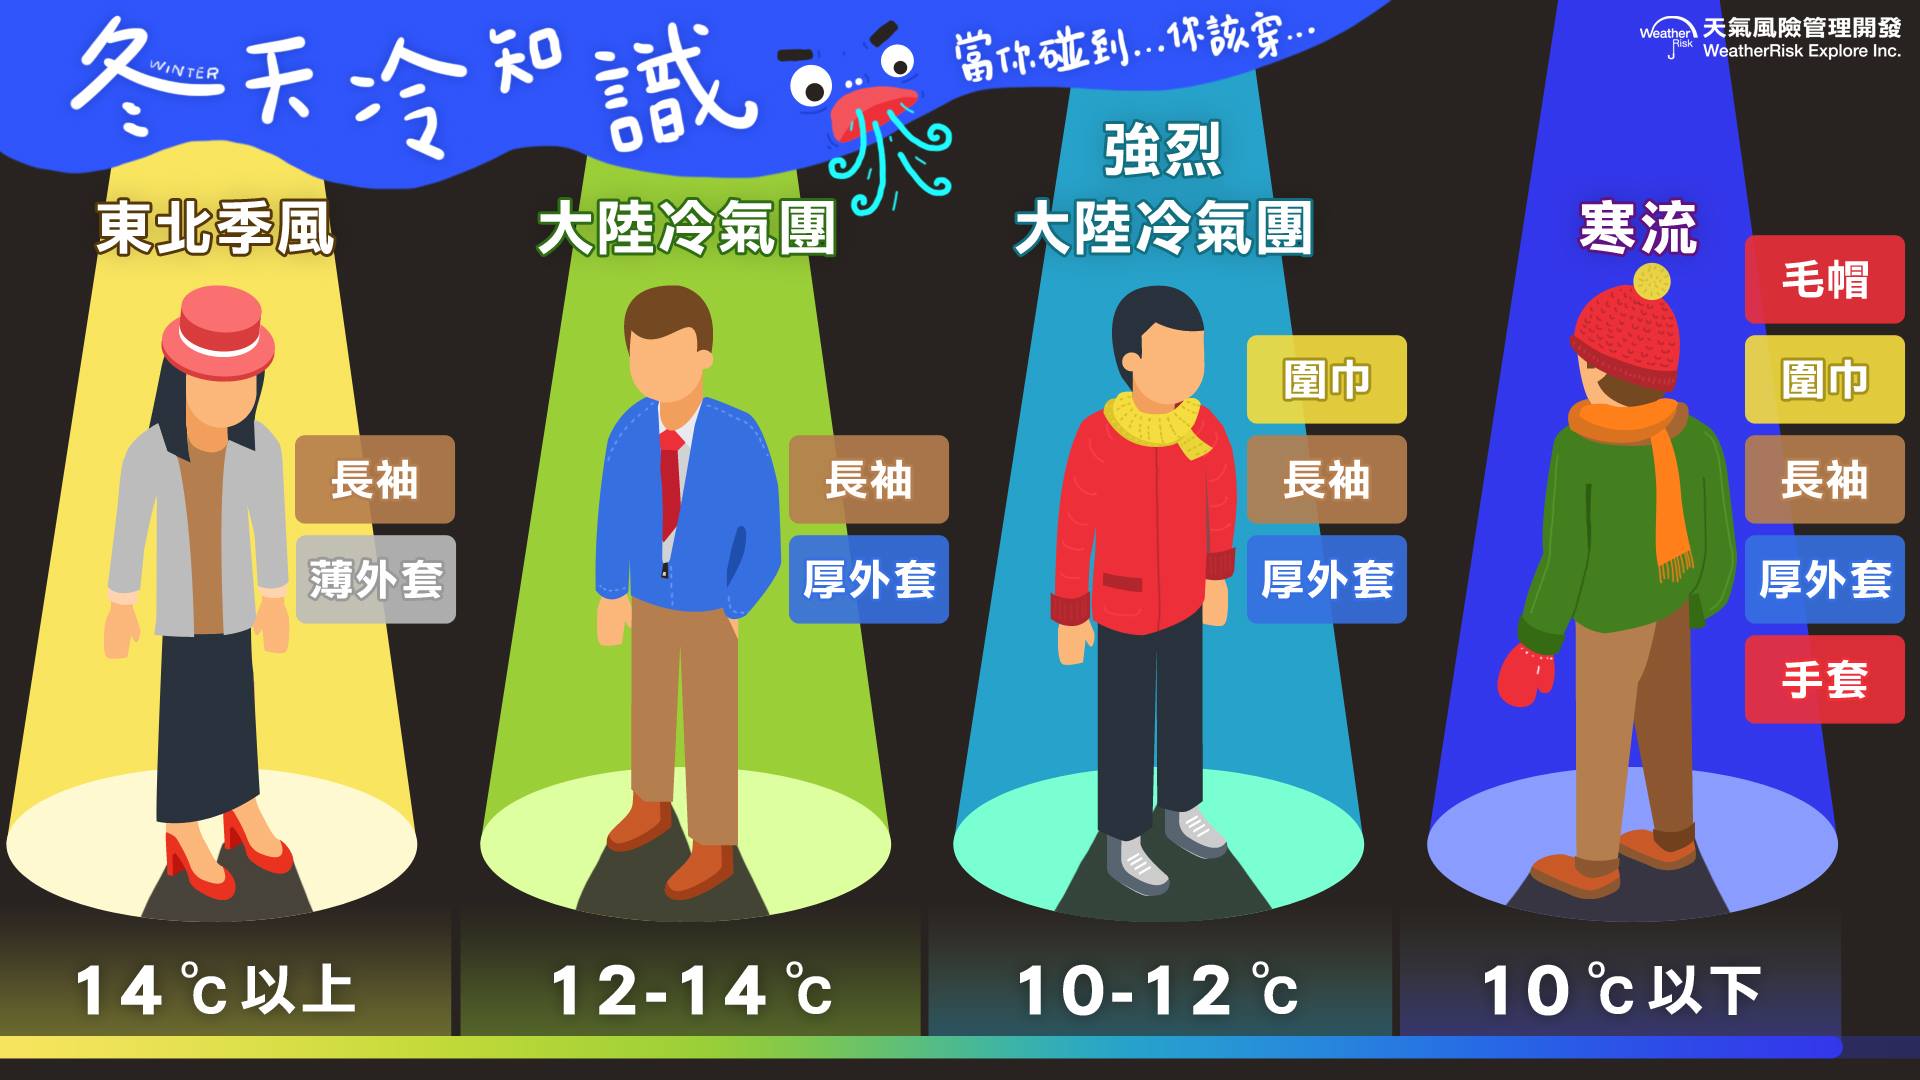 冬天冷知識
WINTER
當你碰到...你該穿...
Weather Risk
天氣風險管理開發
WeatherRisk Explore Inc.
東北季風
長袖
薄外套
14℃以上
大陸冷氣團
長袖
厚外套
12-14℃
強烈
大陸冷氣團
圍巾
長袖
厚外套
10-12℃
寒流
毛帽
圍巾
長袖
厚外套
手套
10℃以下